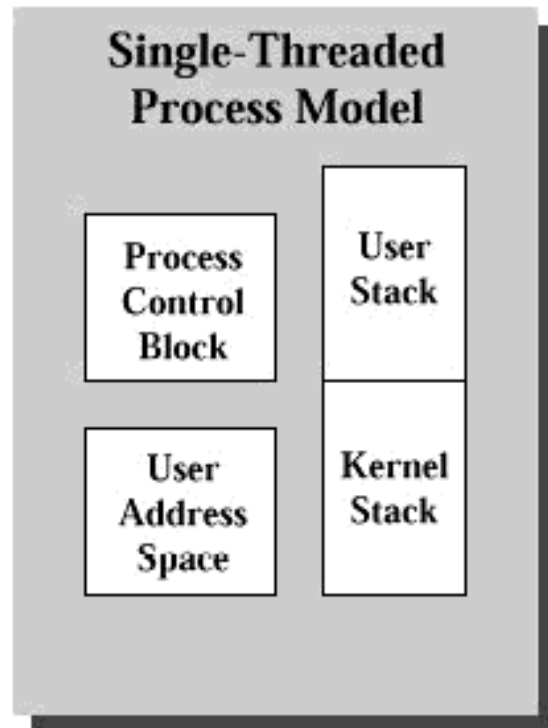 Single-Threaded
Process Model
Process
Control
Block
User
Address
Space
User
Stack
Kernel
Stack